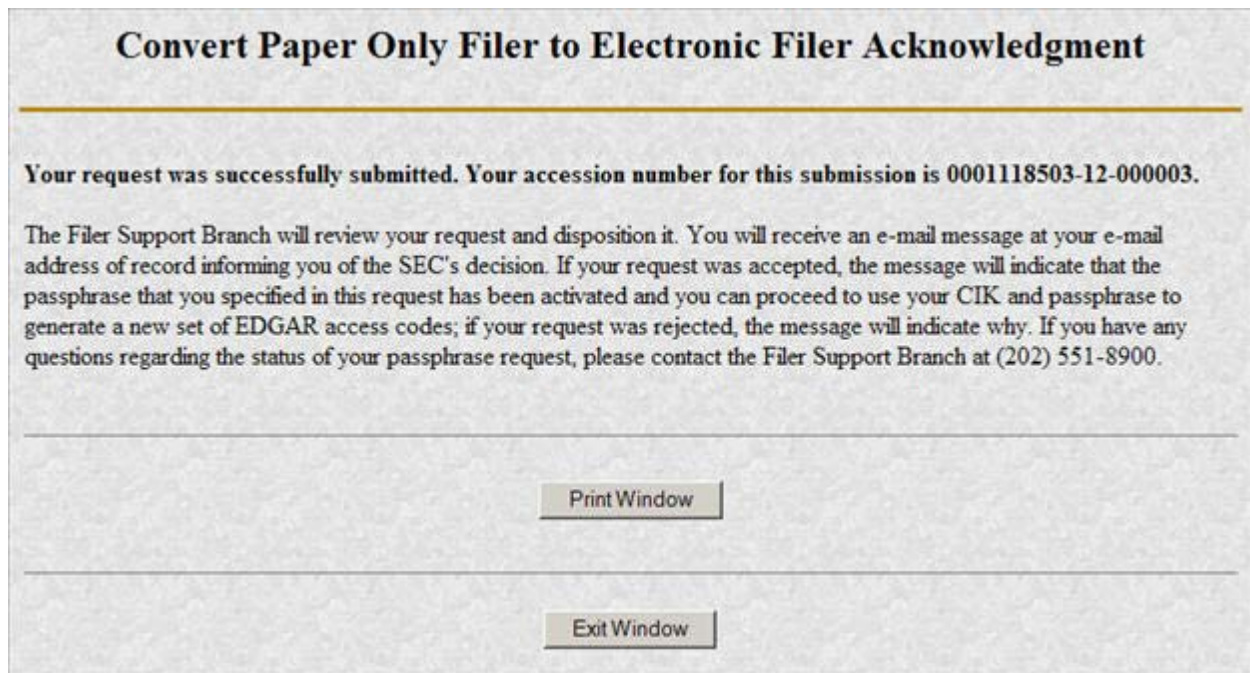 Convert Paper Only Filer to Electronic Filer Acknowledgment
Your request was successfully submitted. Your accession number for this submission is 0001118503-12-000003.
The Filer Support Branch will review your request and disposition it. You will receive an e-mail message at your e-mail
address of record informing you of the SEC's decision. If your request was accepted, the message will indicate that the
passphrase that you specified in this request has been activated and you can proceed to use your CIK and passphrase to
generate a new set of EDGAR access codes; if your request was rejected, the message will indicate why. If you have any
questions regarding the status of your passphrase request, please contact the Filer Support Branch at (202) 551-8900.
Print Window
Exit Window